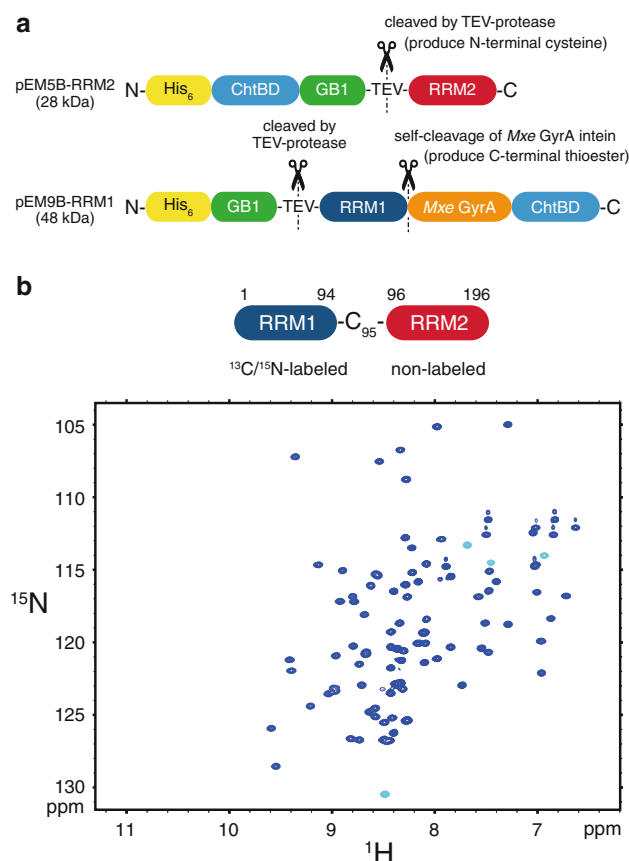 a
cleaved by TEV-protease
(produce N-terminal cysteine)
pEM5B-RRM2
(28 kDa)
N- His₆ ChtBD GB1 -TEV- RRM2 -C
cleaved by
TEV-protease
self-cleavage of Mxe GyrA intein
(produce C-terminal thioester)
pEM9B-RRM1
(48 kDa)
N- His₆ GB1 -TEV- RRM1 Mxe GyrA ChtBD -C
b
1 94 96 196
RRM1 -C₉₅- RRM2
¹³C/¹⁵N-labeled non-labeled
105
110
115
¹⁵N
120
125
130
ppm
11 10 9 8 7 ppm
¹H